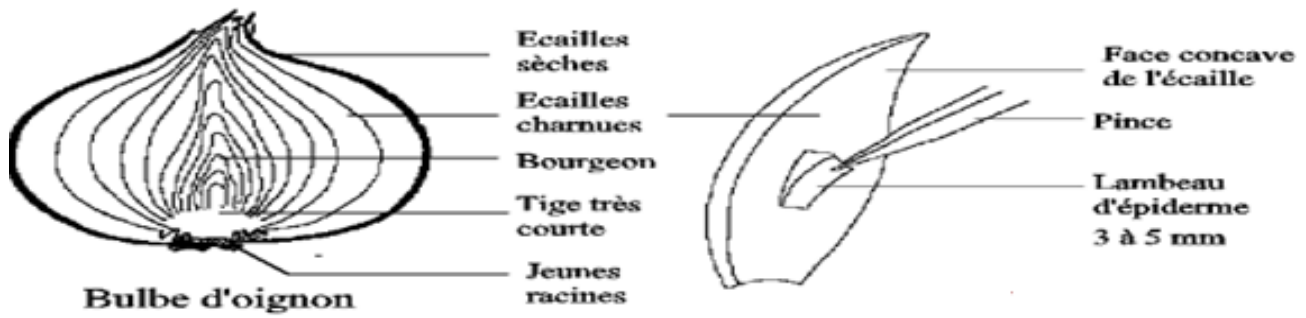 Ecailles
sèches
Ecailles
charnues
Bourgeon
Tige très
courte
Jeunes
racines
Bulbe d'oignon
Face concave
de l'écaille
Pince
Lambeau
d'épiderme
3 à 5 mm